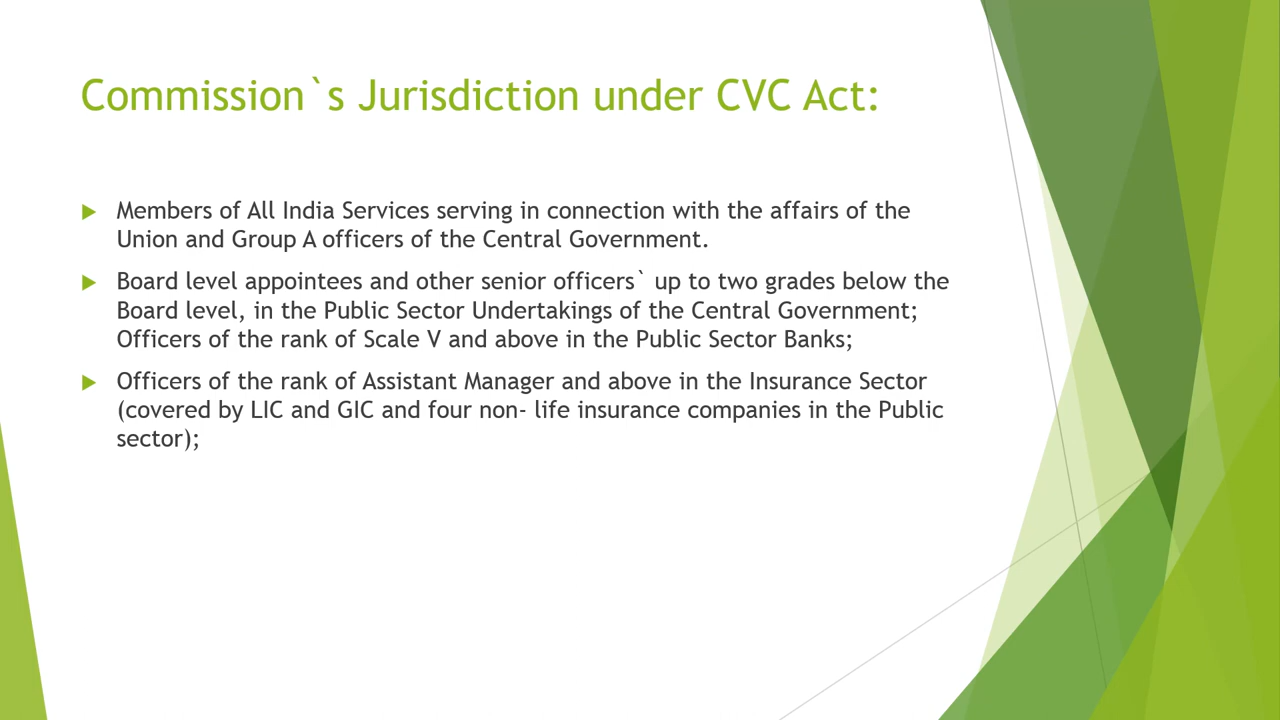 Commission`s Jurisdiction under CVC Act:
Members of All India Services serving in connection with the affairs of the
Union and Group A officers of the Central Government.
Board level appointees and other senior officers` up to two grades below the
Board level, in the Public Sector Undertakings of the Central Government;
Officers of the rank of Scale V and above in the Public Sector Banks;
Officers of the rank of Assistant Manager and above in the Insurance Sector
(covered by LIC and GIC and four non- life insurance companies in the Public
sector);